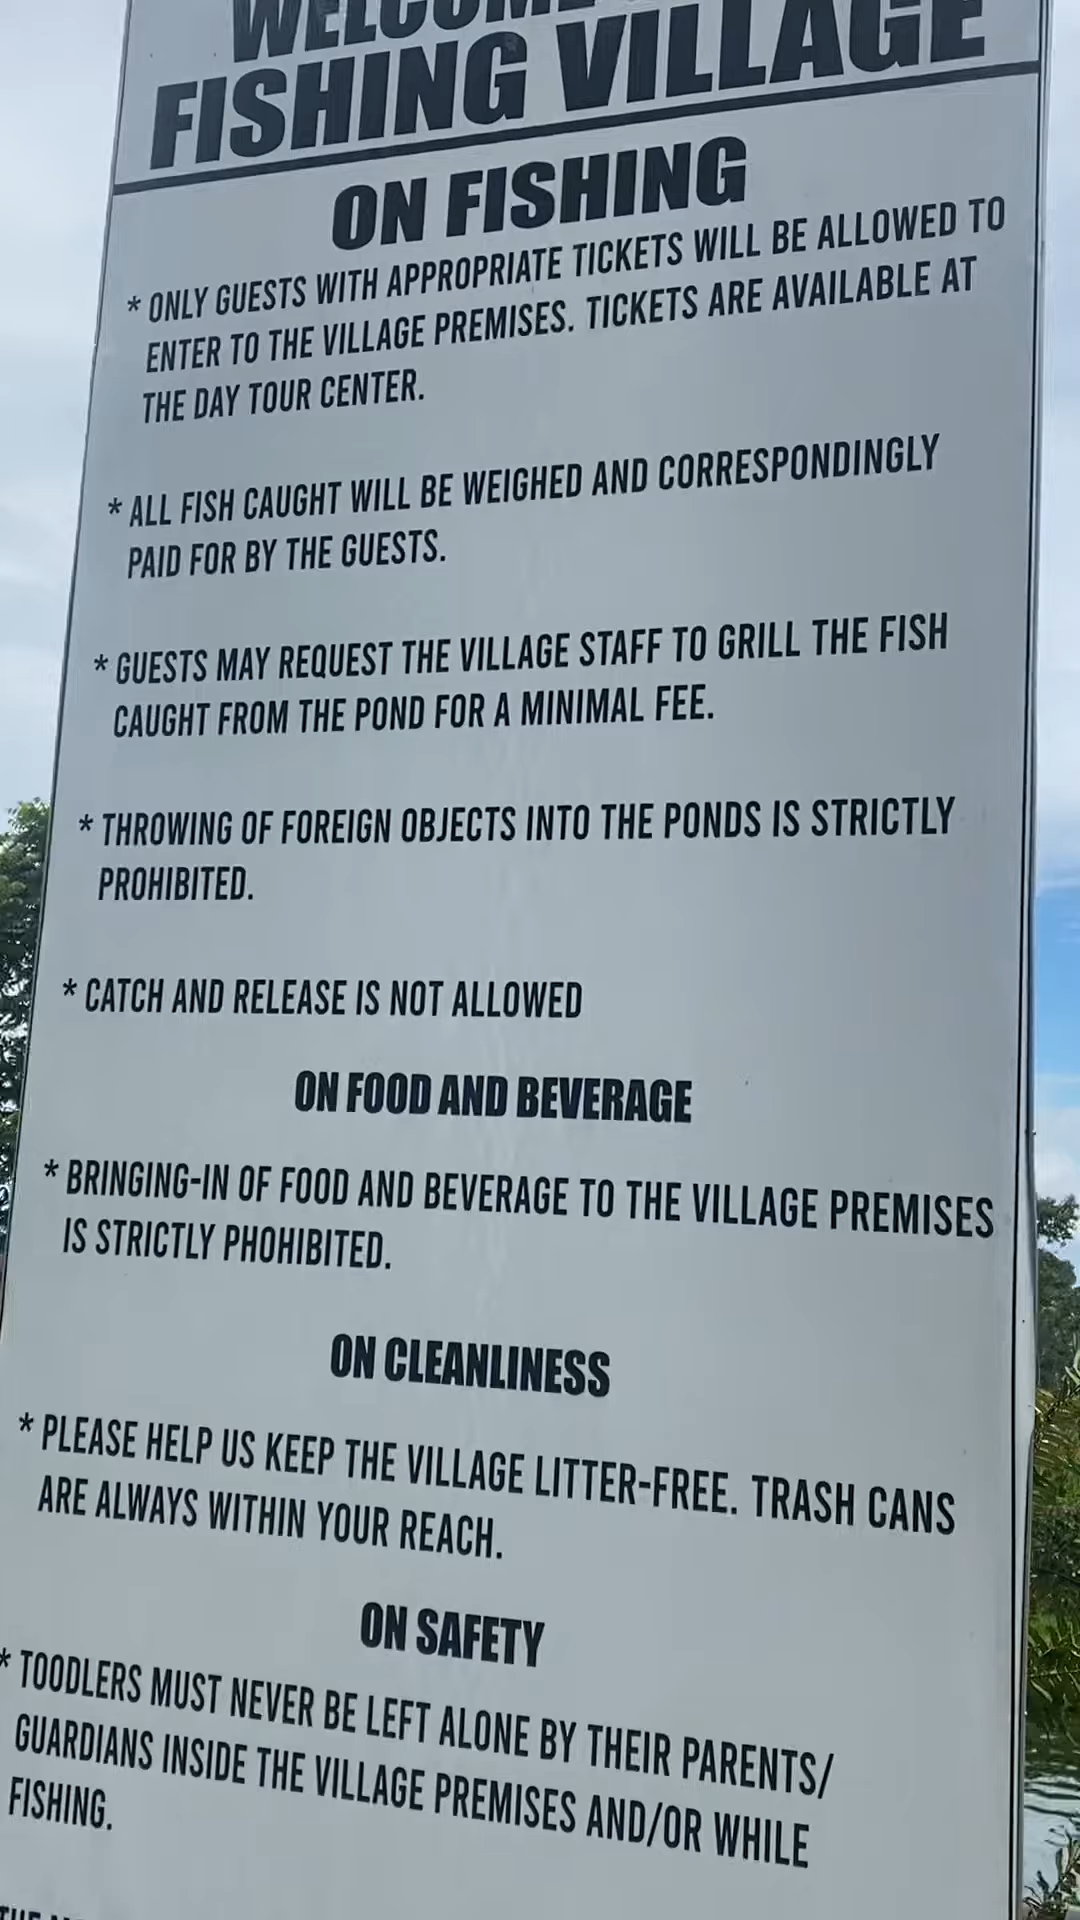 WELCOME
FISHING VILLAGE
ON FISHING
* ONLY GUESTS WITH APPROPRIATE TICKETS WILL BE ALLOWED TO
ENTER TO THE VILLAGE PREMISES. TICKETS ARE AVAILABLE AT
THE DAY TOUR CENTER.
* ALL FISH CAUGHT WILL BE WEIGHED AND CORRESPONDINGLY
PAID FOR BY THE GUESTS.
* GUESTS MAY REQUEST THE VILLAGE STAFF TO GRILL THE FISH
CAUGHT FROM THE POND FOR A MINIMAL FEE.
* THROWING OF FOREIGN OBJECTS INTO THE PONDS IS STRICTLY
PROHIBITED.
* CATCH AND RELEASE IS NOT ALLOWED
ON FOOD AND BEVERAGE
* BRINGING-IN OF FOOD AND BEVERAGE TO THE VILLAGE PREMISES
IS STRICTLY PHOHIBITED.
ON CLEANLINESS
* PLEASE HELP US KEEP THE VILLAGE LITTER-FREE. TRASH CANS
ARE ALWAYS WITHIN YOUR REACH.
ON SAFETY
* TOODLERS MUST NEVER BE LEFT ALONE BY THEIR PARENTS/
GUARDIANS INSIDE THE VILLAGE PREMISES AND/OR WHILE
FISHING.